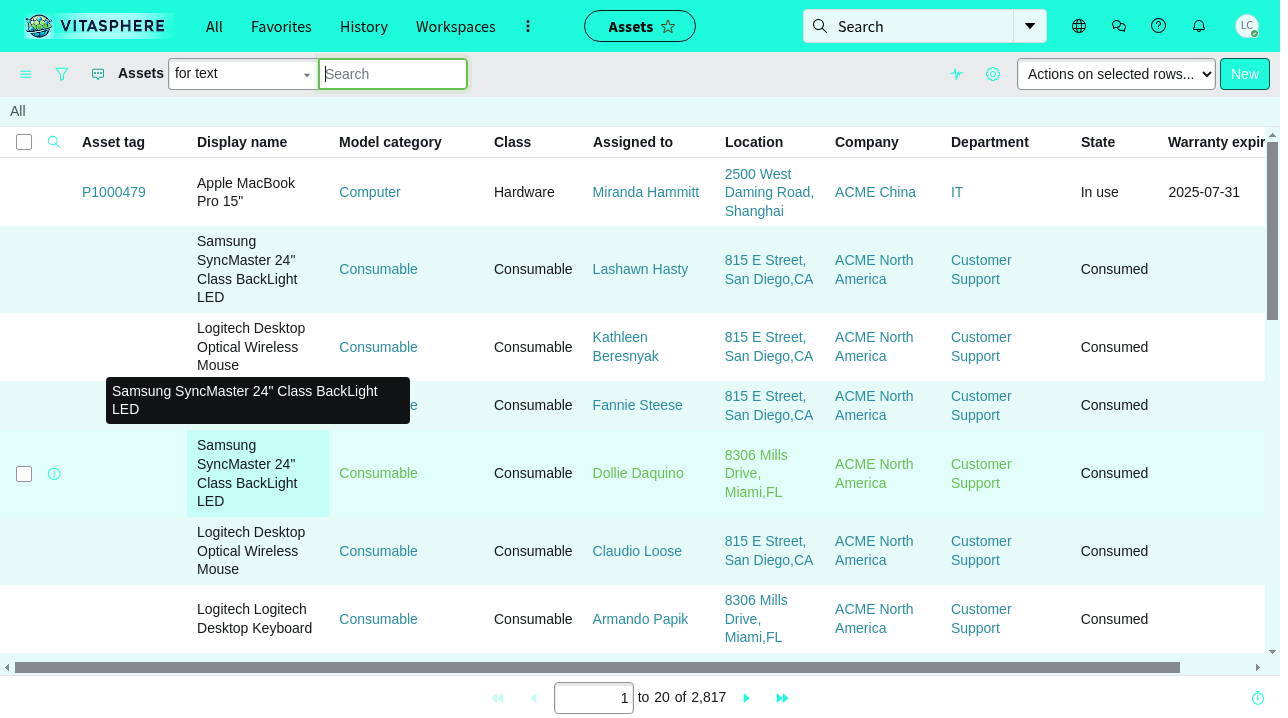 VITASPHERE All Favorites History Workspaces Assets Search LC
Assets for text Search Actions on selected rows... New
All
Asset tag Display name Model category Class Assigned to Location Company Department State Warranty expir
P1000479 Apple MacBook Pro 15" Computer Hardware Miranda Hammitt 2500 West Daming Road, Shanghai ACME China IT In use 2025-07-31
Samsung SyncMaster 24" Class BackLight LED Consumable Consumable Lashawn Hasty 815 E Street, San Diego,CA ACME North America Customer Support Consumed
Logitech Desktop Optical Wireless Mouse Consumable Consumable Kathleen Beresnyak 815 E Street, San Diego,CA ACME North America Customer Support Consumed
Samsung SyncMaster 24" Class BackLight LED
e Consumable Fannie Steese 815 E Street, San Diego,CA ACME North America Customer Support Consumed
Samsung SyncMaster 24" Class BackLight LED Consumable Consumable Dollie Daquino 8306 Mills Drive, Miami,FL ACME North America Customer Support Consumed
Logitech Desktop Optical Wireless Mouse Consumable Consumable Claudio Loose 815 E Street, San Diego,CA ACME North America Customer Support Consumed
Logitech Logitech Desktop Keyboard Consumable Consumable Armando Papik 8306 Mills Drive, Miami,FL ACME North America Customer Support Consumed
1 to 20 of 2,817